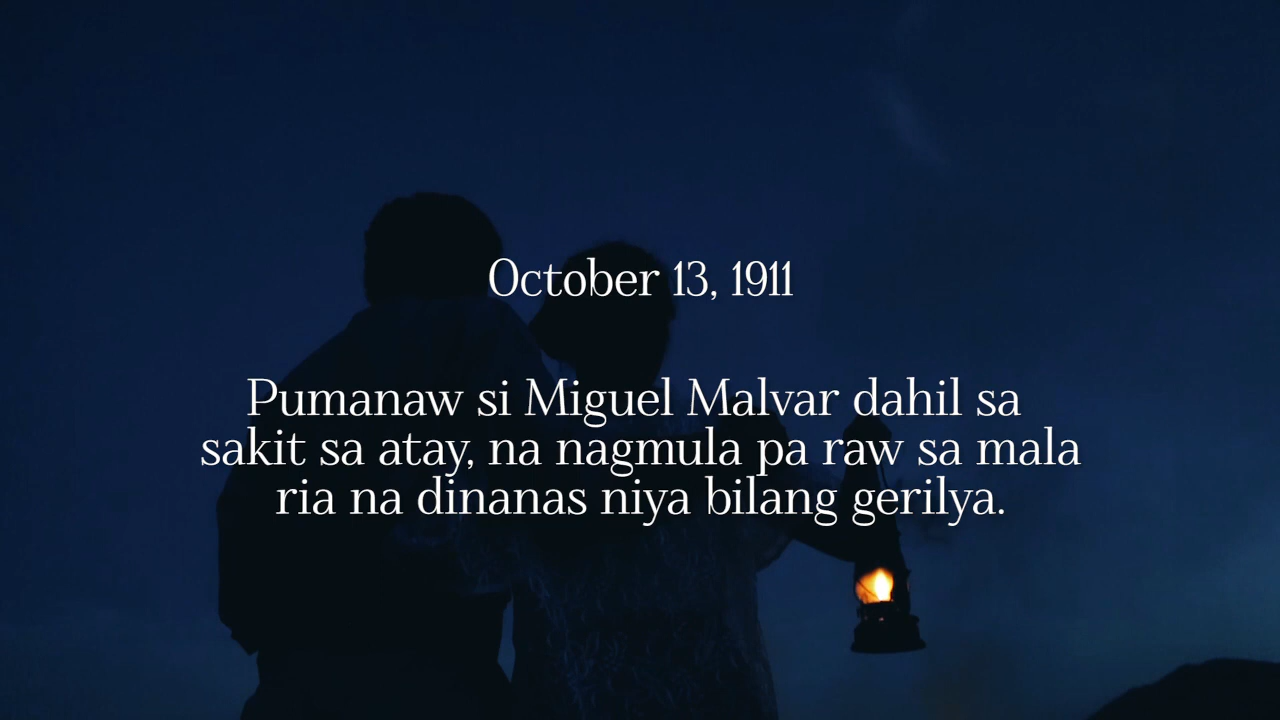 October 13, 1911
Pumanaw si Miguel Malvar dahil sa
sakit sa atay, na nagmula pa raw sa mala
ria na dinanas niya bilang gerilya.